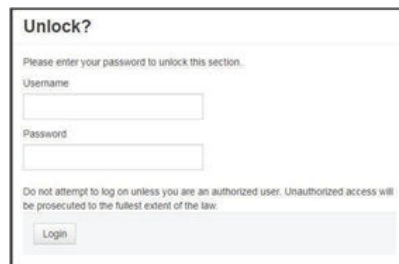 Unlock?
Please enter your password to unlock this section.
Username
Password
Do not attempt to log on unless you are an authorized user. Unauthorized access will
be prosecuted to the fullest extent of the law.
Login